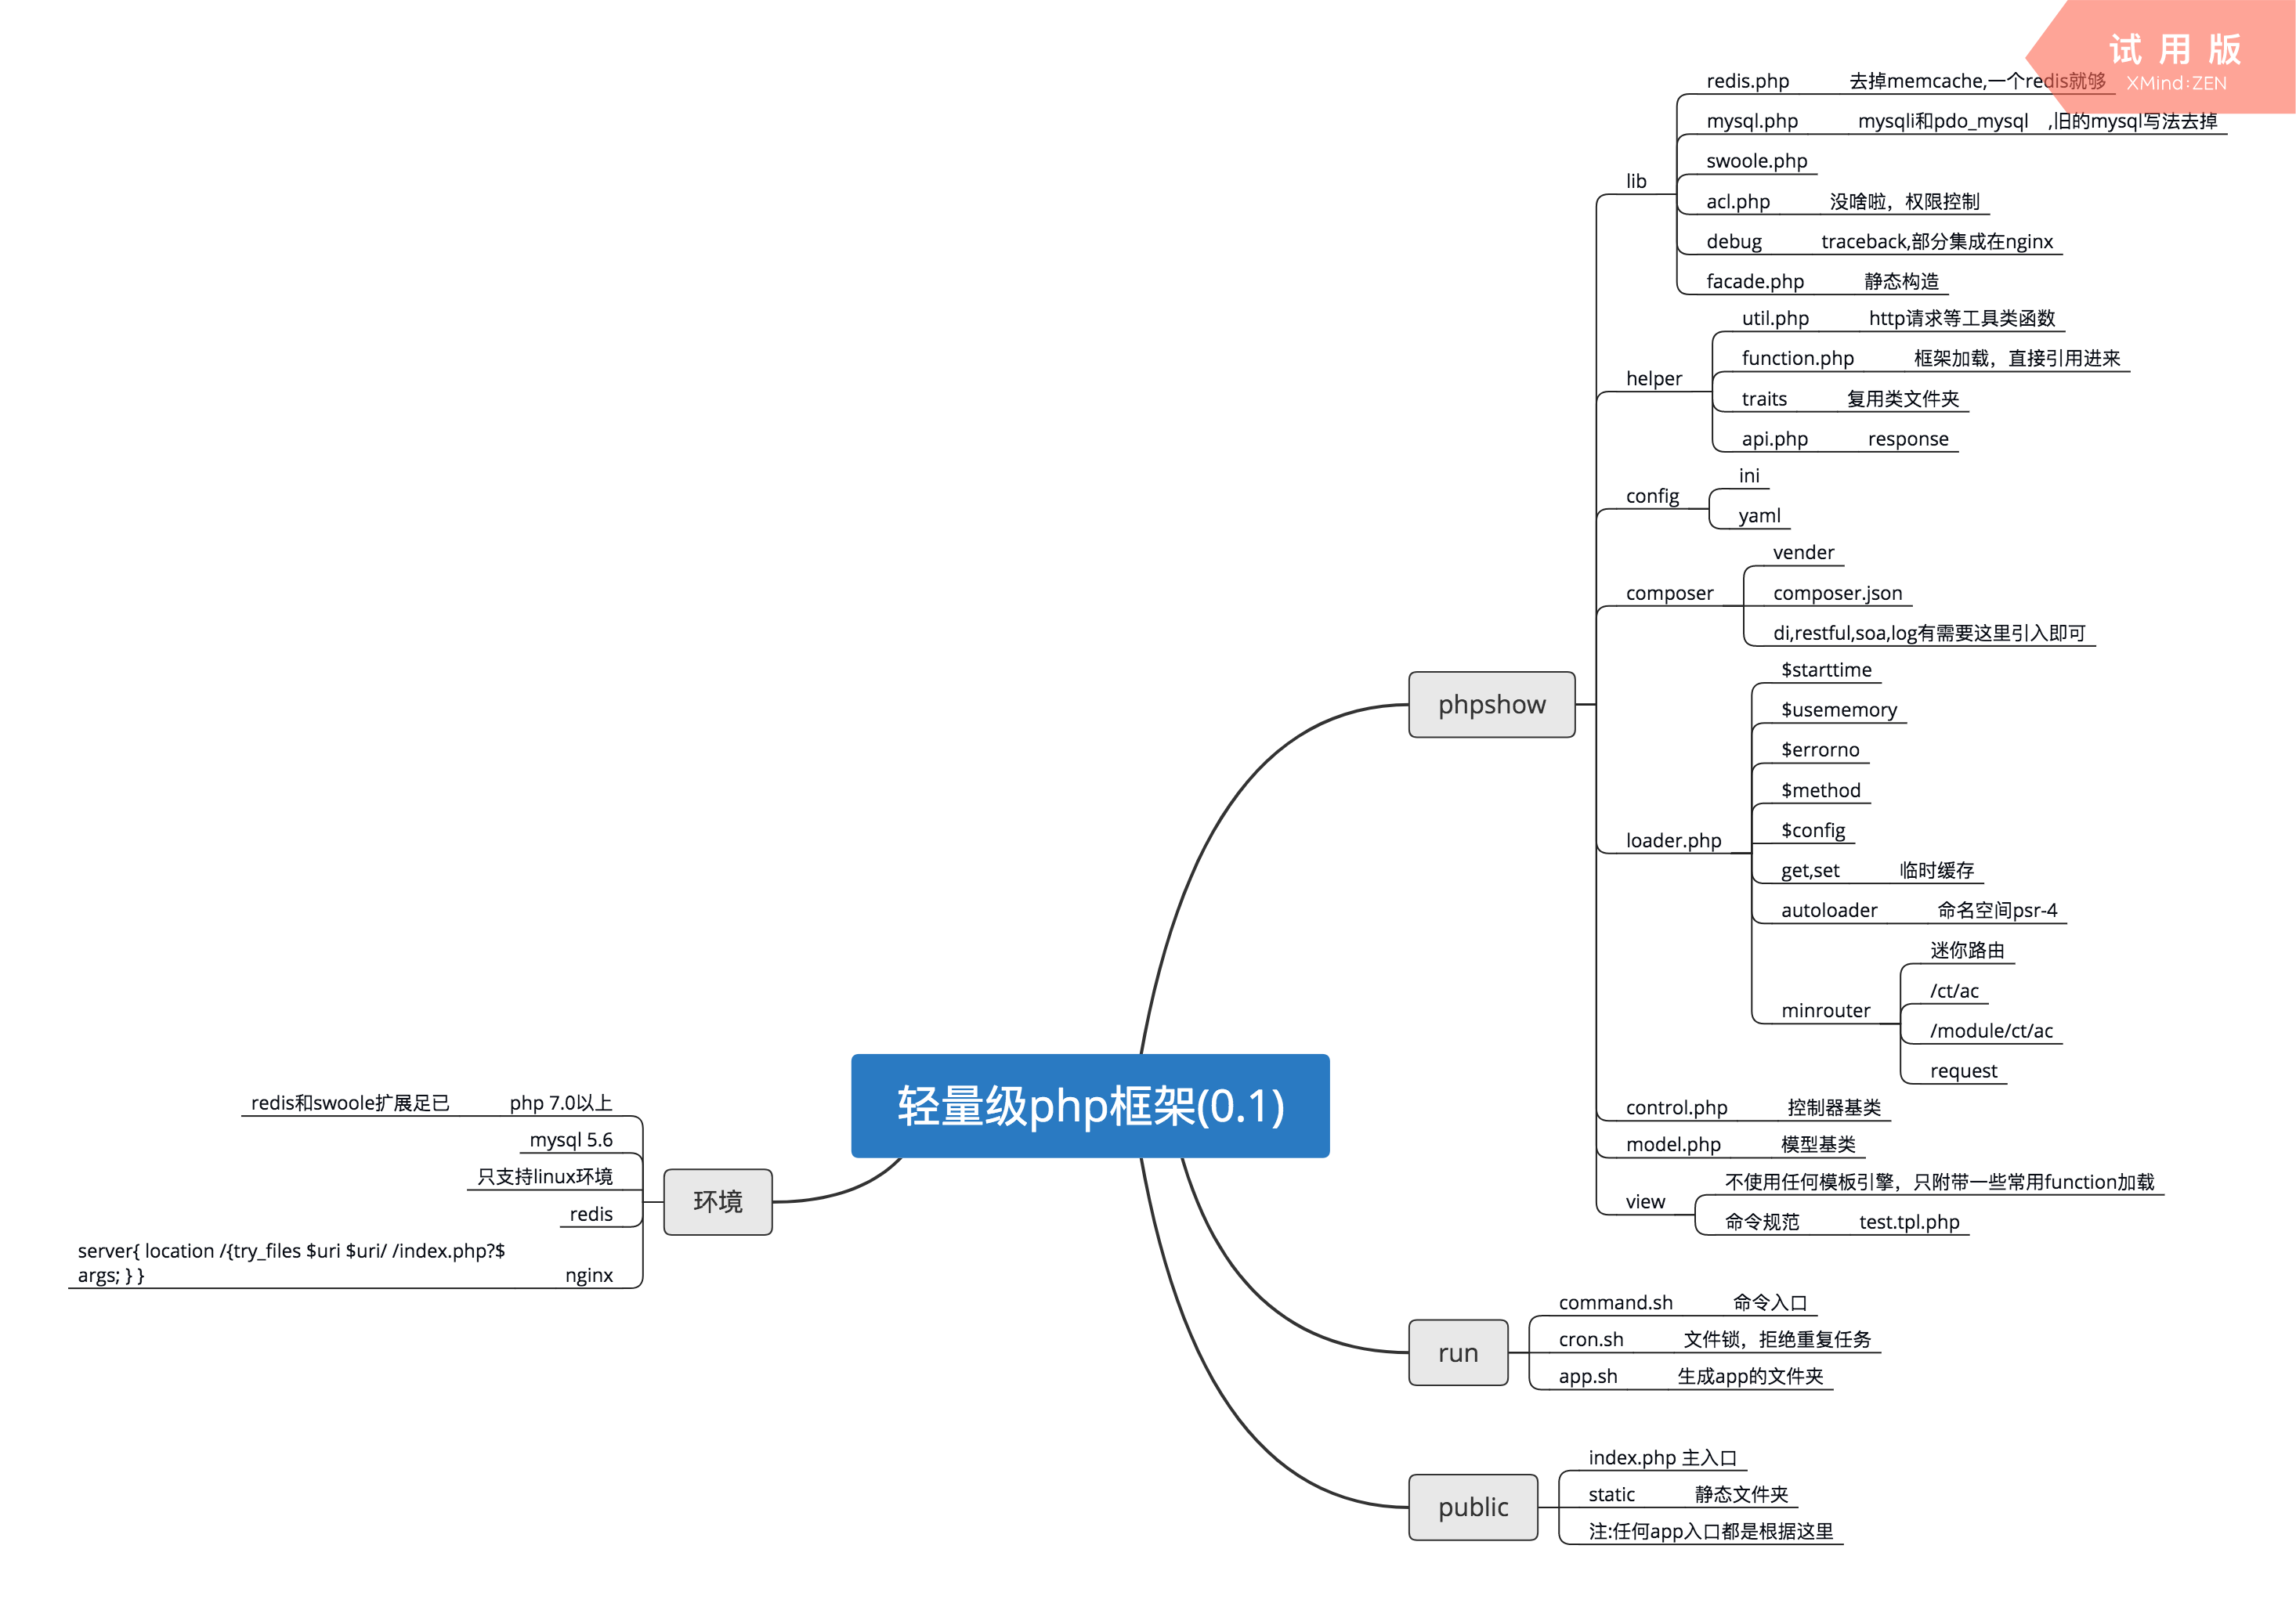 试用版
XMind:ZEN
redis.php 去掉memcache,一个redis就够
mysql.php mysqli和pdo_mysql ,旧的mysql写法去掉
swoole.php
lib
acl.php 没啥啦，权限控制
debug traceback,部分集成在nginx
facade.php 静态构造
util.php http请求等工具类函数
function.php 框架加载，直接引用进来
helper
traits 复用类文件夹
api.php response
ini
config
yaml
vender
composer composer.json
di,restful,soa,log有需要这里引入即可
$starttime
phpshow
$usememory
$errorno
$method
$config
loader.php
get,set 临时缓存
autoloader 命名空间psr-4
迷你路由
/ct/ac
minrouter
/module/ct/ac
request
control.php 控制器基类
model.php 模型基类
不使用任何模板引擎，只附带一些常用function加载
view
命令规范 test.tpl.php
轻量级php框架(0.1)
redis和swoole扩展足已 php 7.0以上
mysql 5.6
只支持linux环境
环境
redis
server{ location /{try_files $uri $uri/ /index.php?$
args; } } nginx
command.sh 命令入口
run
cron.sh 文件锁，拒绝重复任务
app.sh 生成app的文件夹
index.php 主入口
public
static 静态文件夹
注:任何app入口都是根据这里